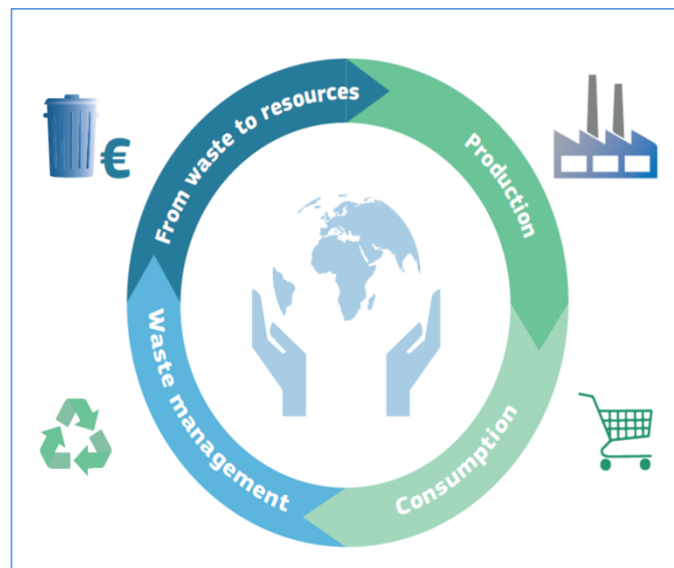 From waste to resources
Production
€
Waste management
Consumption